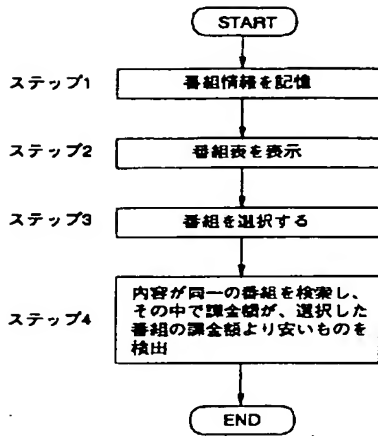 START
ステップ1
番組情報を記憶
ステップ2
番組表を表示
ステップ3
番組を選択する
ステップ4
内容が同一の番組を検索し、
その中で課金額が、選択した
番組の課金額より安いものを
検出
END